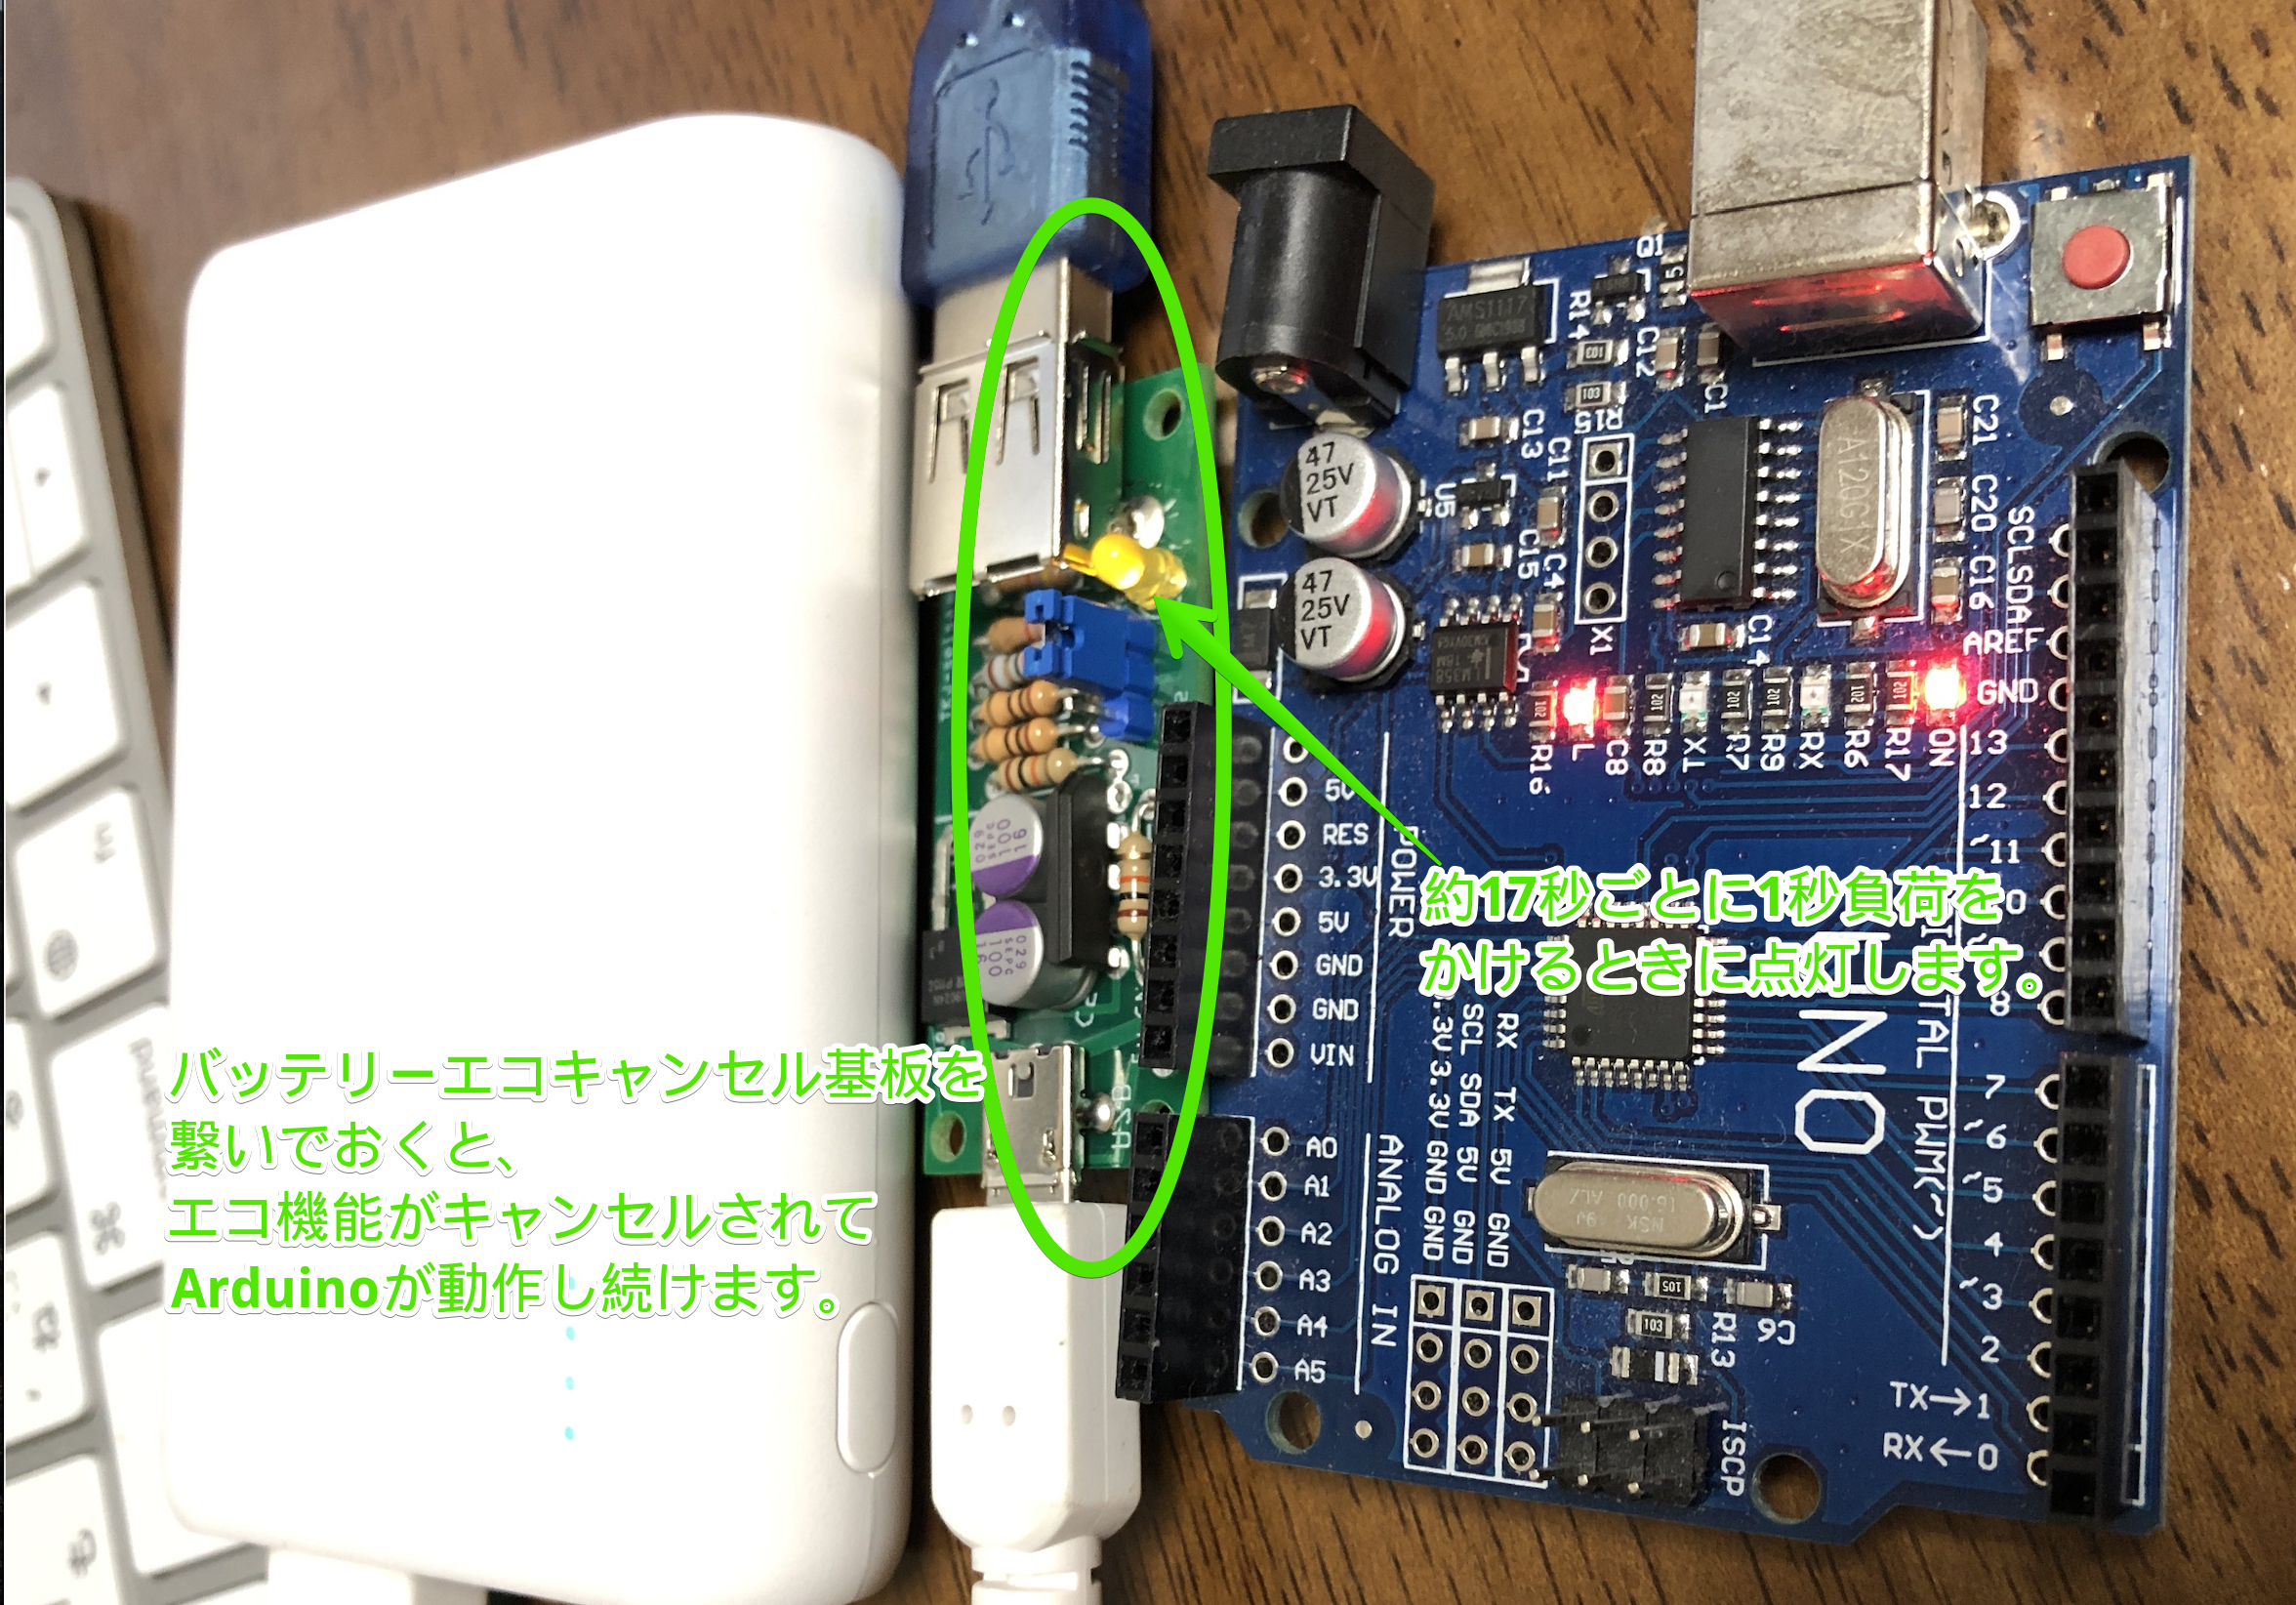 バッテリーエコキャンセル基板を
繋いでおくと、
エコ機能がキャンセルされて
Arduinoが動作し続けます。
約17秒ごとに1秒負荷を
かけるときに点灯します。
47
25V
VT
47
25V
VT
AMS1117
Q1
R14
C12
C1
R15
C13
C11
U5
C15
C4
X1
C14
C21
C20
C16
A120G1X
LM358
R16
L
C8
R8
TX
R7
R9
RX
R6
R17
ON
SCL
SDA
AREF
GND
13
12
~11
8
7
~6
~5
4
~3
2
TX→1
RX←0
5V
RES
3.3V
5V
GND
GND
VIN
POWER
A0
A1
A2
A3
A4
A5
ANALOG IN
RX TX 5V GND
SCL SDA 5V GND
3.3V 3.3V GND GND
NO
PWM(~)
R13
C6
ISCP
USB
command
⌘